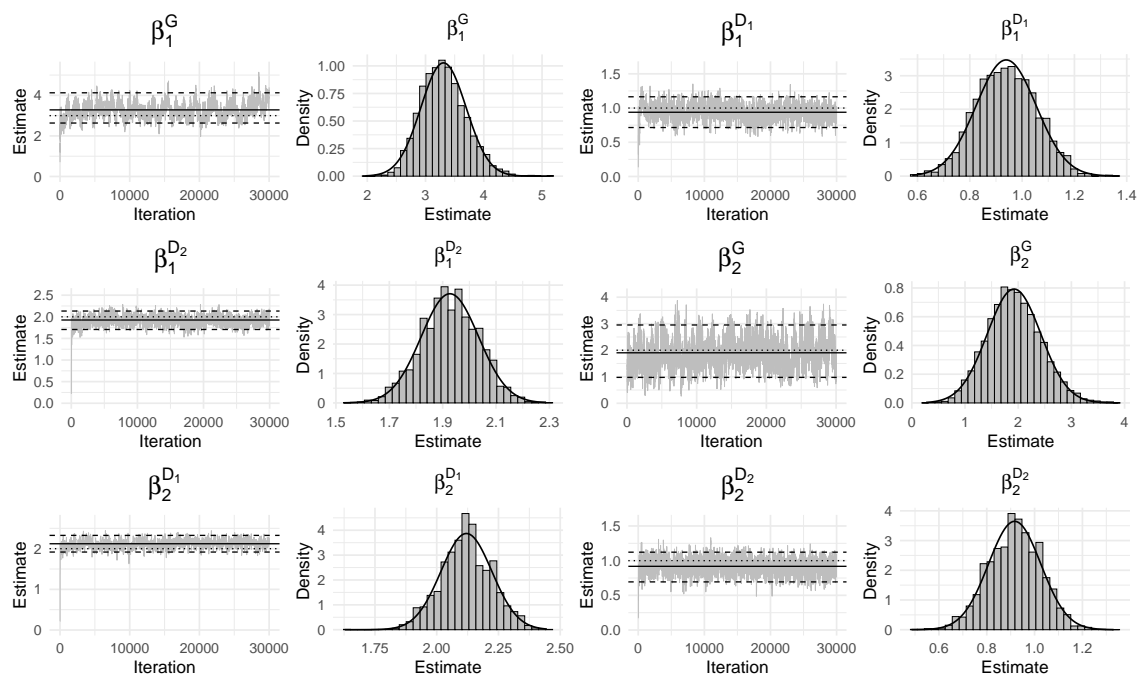 β₁ᴳ β₁ᴳ β₁ᴰ¹ β₁ᴰ¹
4
2
0
Estimate
0 10000 20000 30000
Iteration
1.00
0.75
0.50
0.25
0.00
Density
2 3 4 5
Estimate
1.5
1.0
0.5
0.0
Estimate
0 10000 20000 30000
Iteration
3
2
1
0
Density
0.6 0.8 1.0 1.2 1.4
Estimate
β₁ᴰ² β₁ᴰ² β₂ᴳ β₂ᴳ
2.5
2.0
1.5
1.0
0.5
0.0
Estimate
0 10000 20000 30000
Iteration
4
3
2
1
0
Density
1.5 1.7 1.9 2.1 2.3
Estimate
4
3
2
1
0
Estimate
0 10000 20000 30000
Iteration
0.8
0.6
0.4
0.2
0.0
Density
0 1 2 3 4
Estimate
β₂ᴰ¹ β₂ᴰ¹ β₂ᴰ² β₂ᴰ²
2
1
0
Estimate
0 10000 20000 30000
Iteration
4
3
2
1
0
Density
1.75 2.00 2.25 2.50
Estimate
1.5
1.0
0.5
0.0
Estimate
0 10000 20000 30000
Iteration
4
3
2
1
0
Density
0.6 0.8 1.0 1.2
Estimate